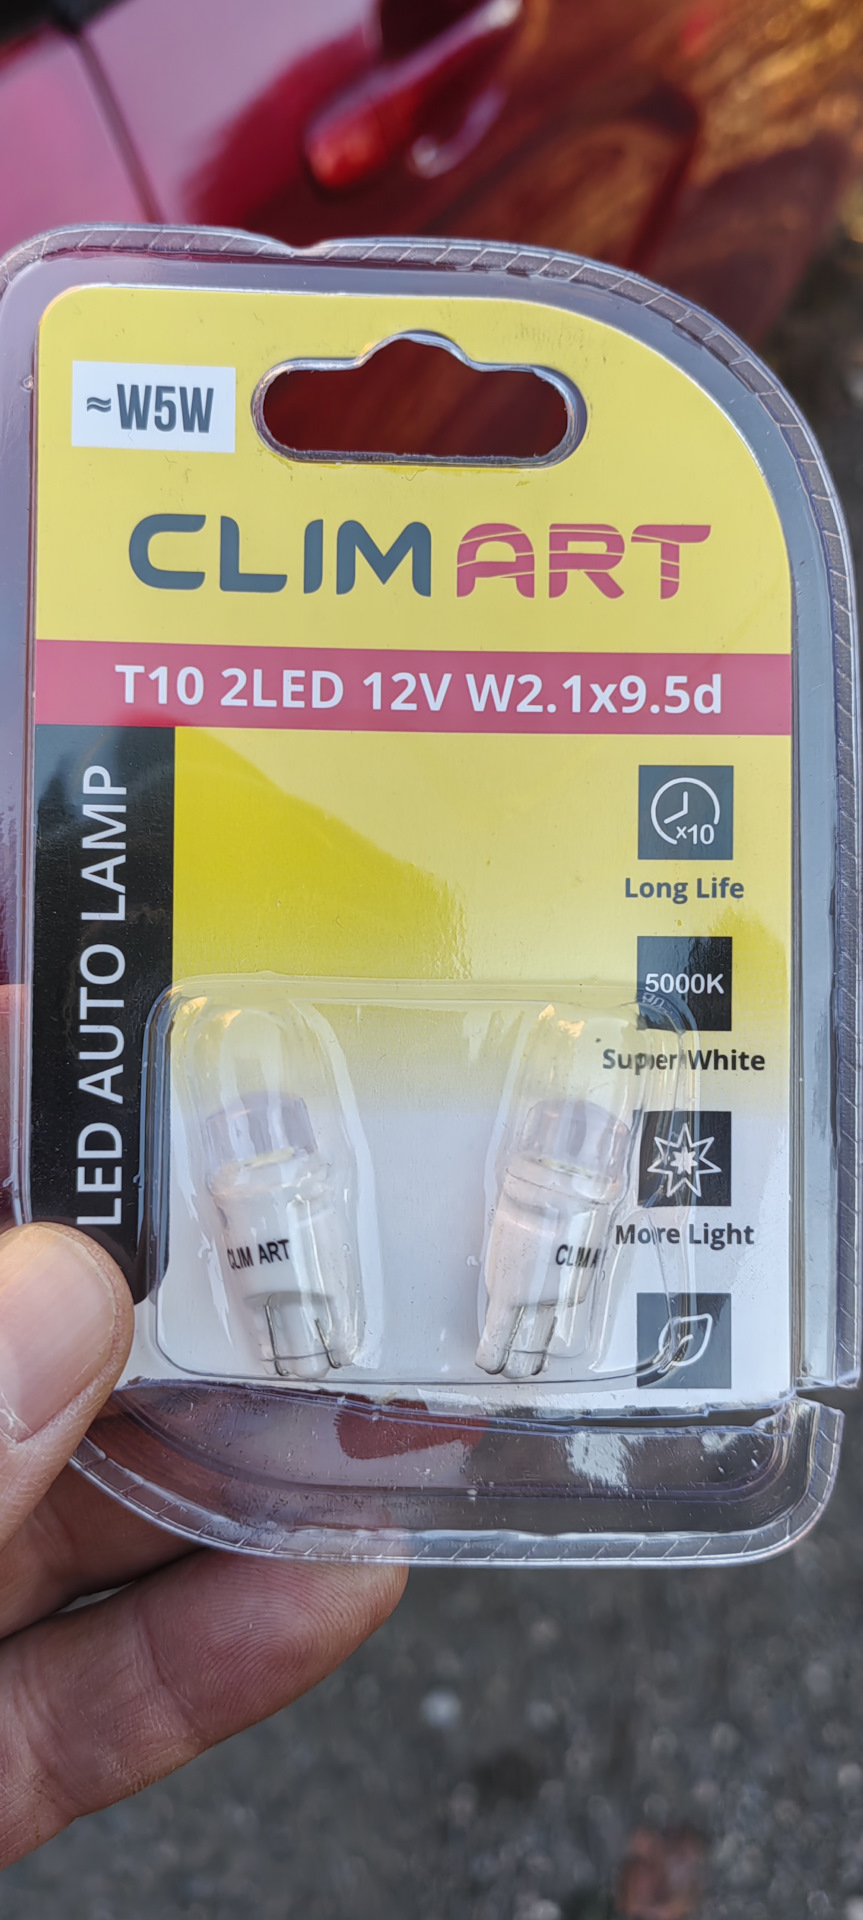 ≈W5W
CLIMART
T10 2LED 12V W2.1x9.5d
LED AUTO LAMP
x10
Long Life
5000K
Super White
More Light
CLIM ART
CLIM A